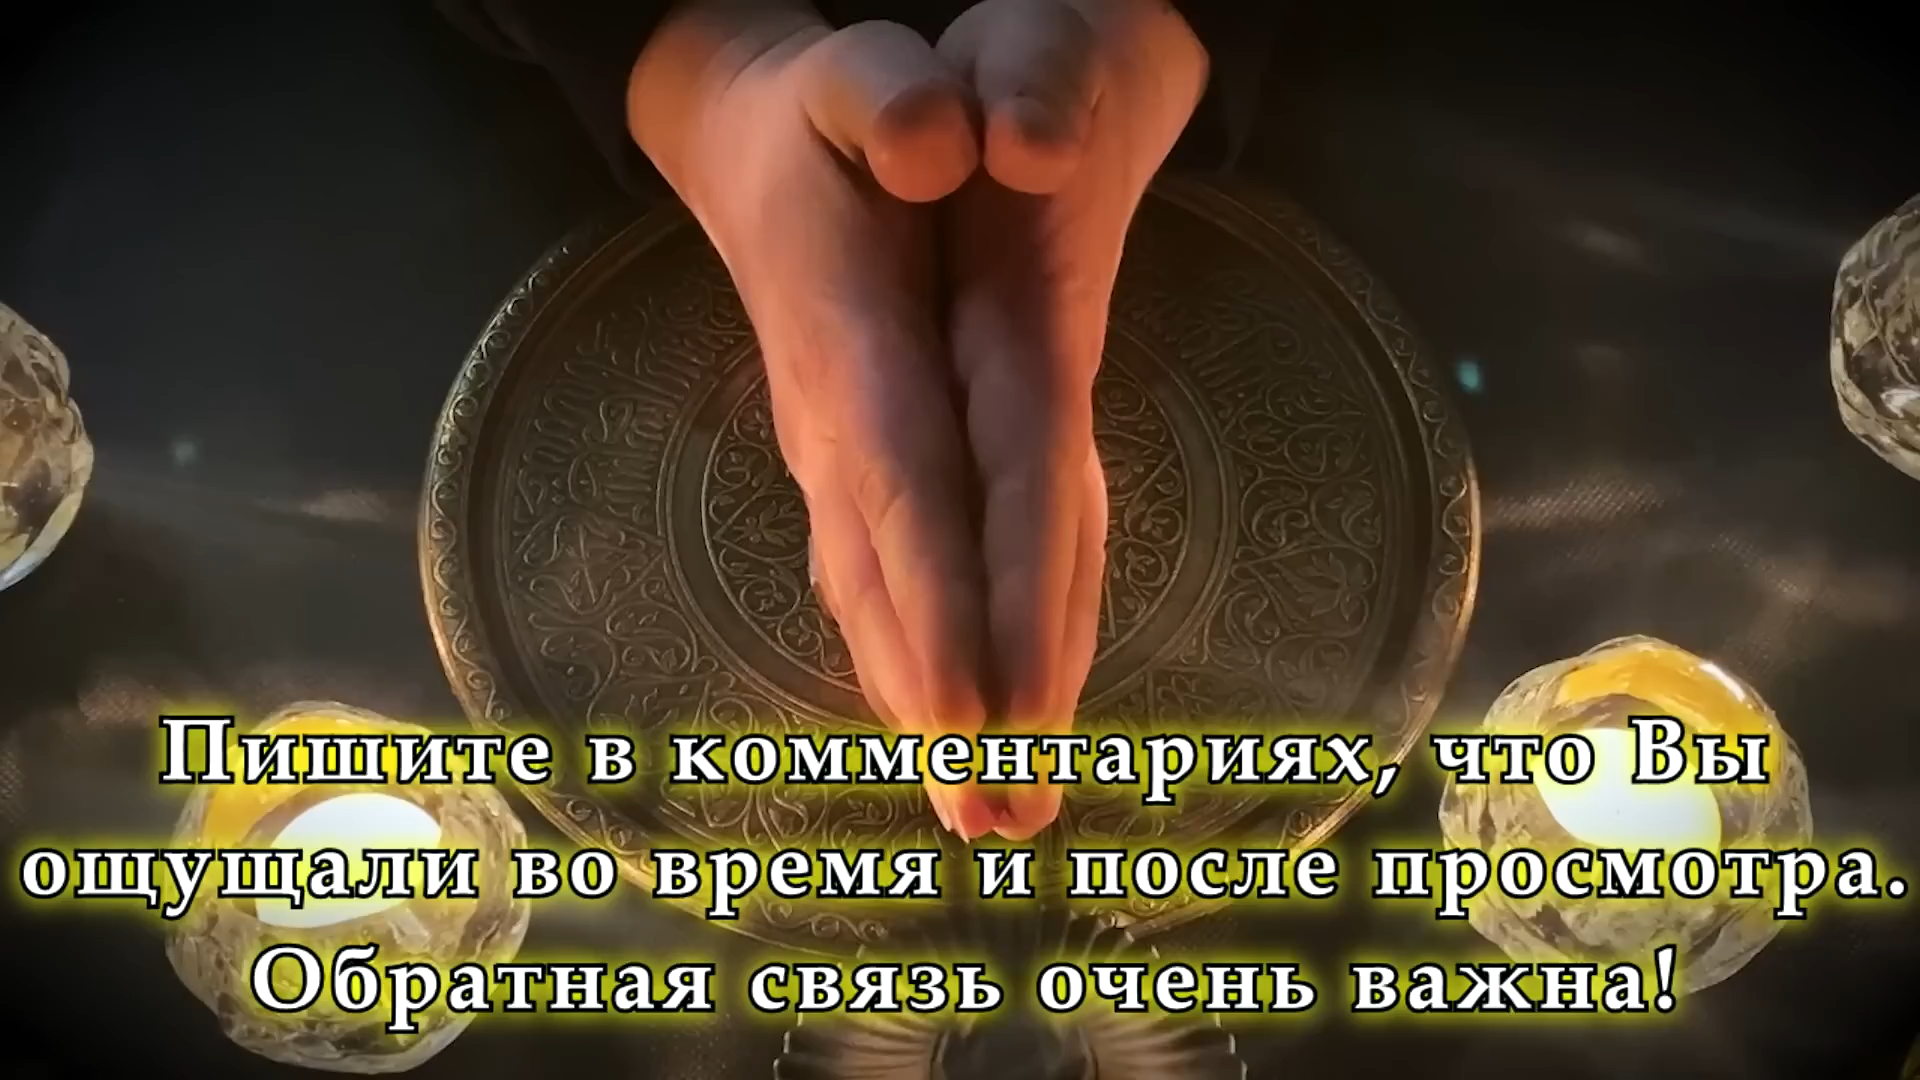 Пишите в комментариях, что Вы
ощущали во время и после просмотра.
Обратная связь очень важна!